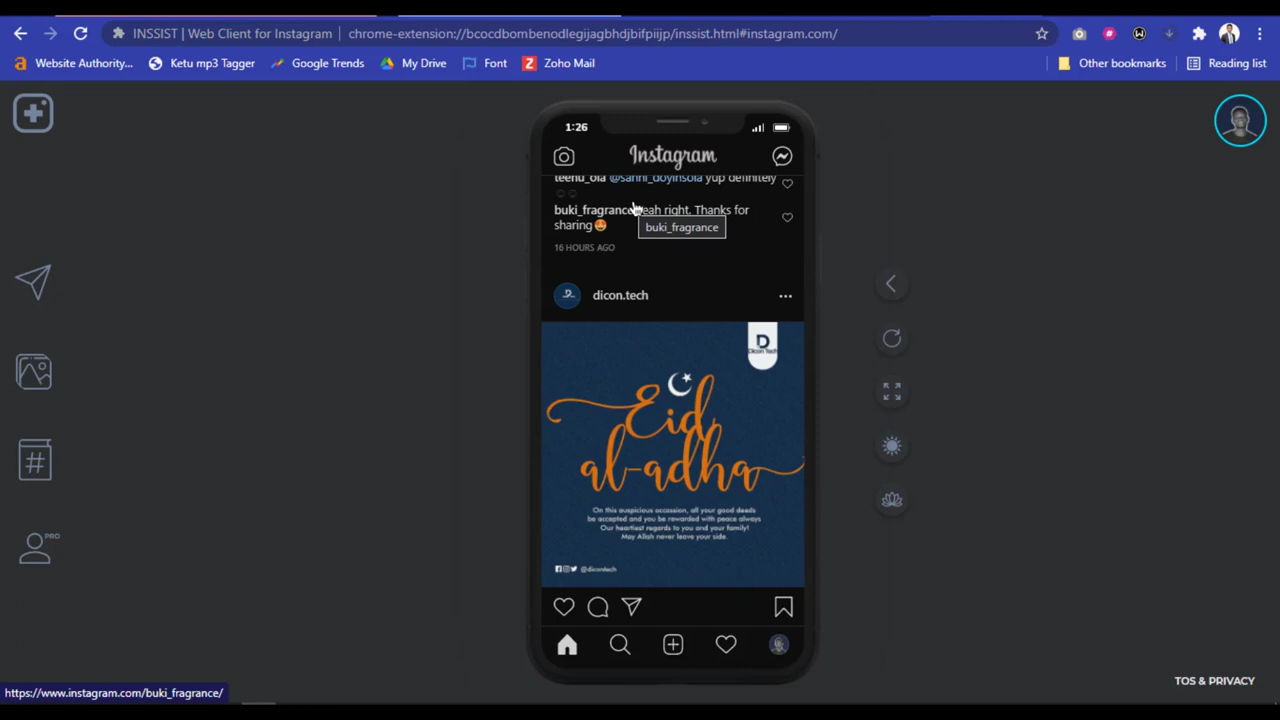 INSSIST | Web Client for Instagram | chrome-extension://bcocdbombenodlegijagbhdjbifpiijp/inssist.html#instagram.com/
Website Authority... Ketu mp3 Tagger Google Trends My Drive Font Zoho Mail Other bookmarks Reading list
1:26
Instagram
teenu_ola @sanni_doyinsola yup definitely
buki_fragrance yeah right. Thanks for
sharing🤩
buki_fragrance
16 HOURS AGO
dicon.tech
D
Dicon Tech
Eid
al-adha
On this auspicious occassion, all your good deeds
be accepted and you be rewarded with peace always
Our heartiest regards to you and your family!
May Allah never leave your side.
@dicontech
#
PRO
TOS & PRIVACY
https://www.instagram.com/buki_fragrance/